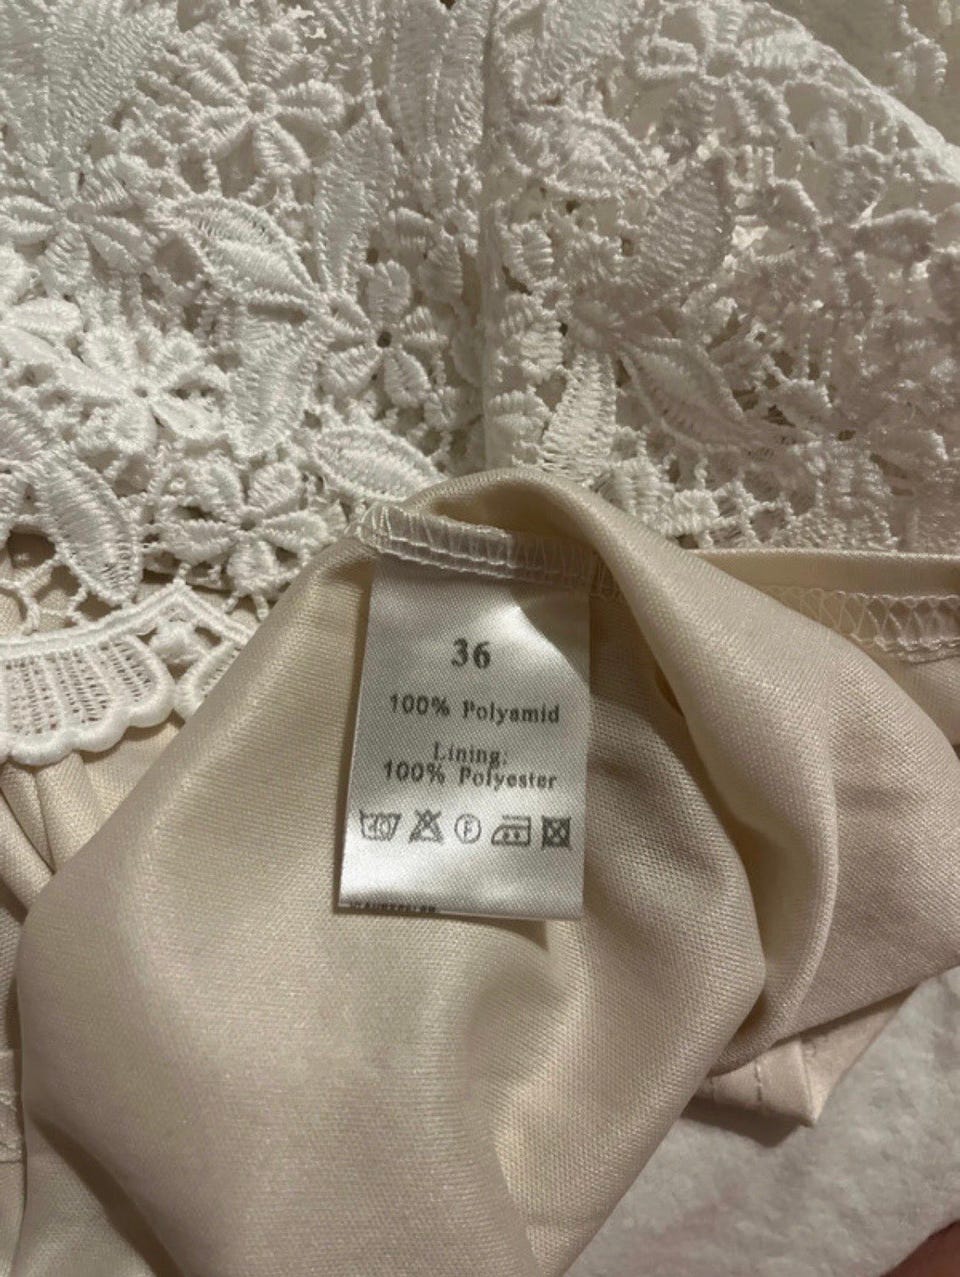 36
100% Polyamid
Lining:
100% Polyester